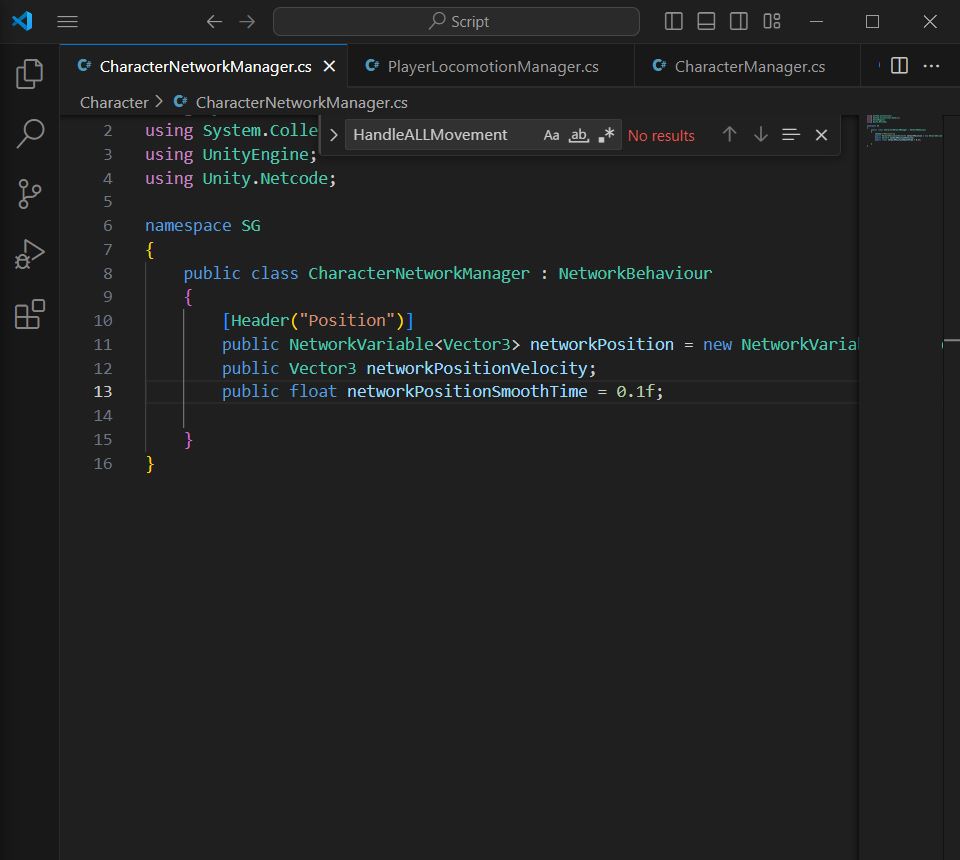 Script
CharacterNetworkManager.cs
PlayerLocomotionManager.cs
CharacterManager.cs
Character > CharacterNetworkManager.cs
HandleALLMovement Aa ab .* No results
2 using System.Colle
3 using UnityEngine;
4 using Unity.Netcode;
5
6 namespace SG
7 {
8 public class CharacterNetworkManager : NetworkBehaviour
9 {
10 [Header("Position")]
11 public NetworkVariable<Vector3> networkPosition = new NetworkVarial
12 public Vector3 networkPositionVelocity;
13 public float networkPositionSmoothTime = 0.1f;
14
15 }
16 }